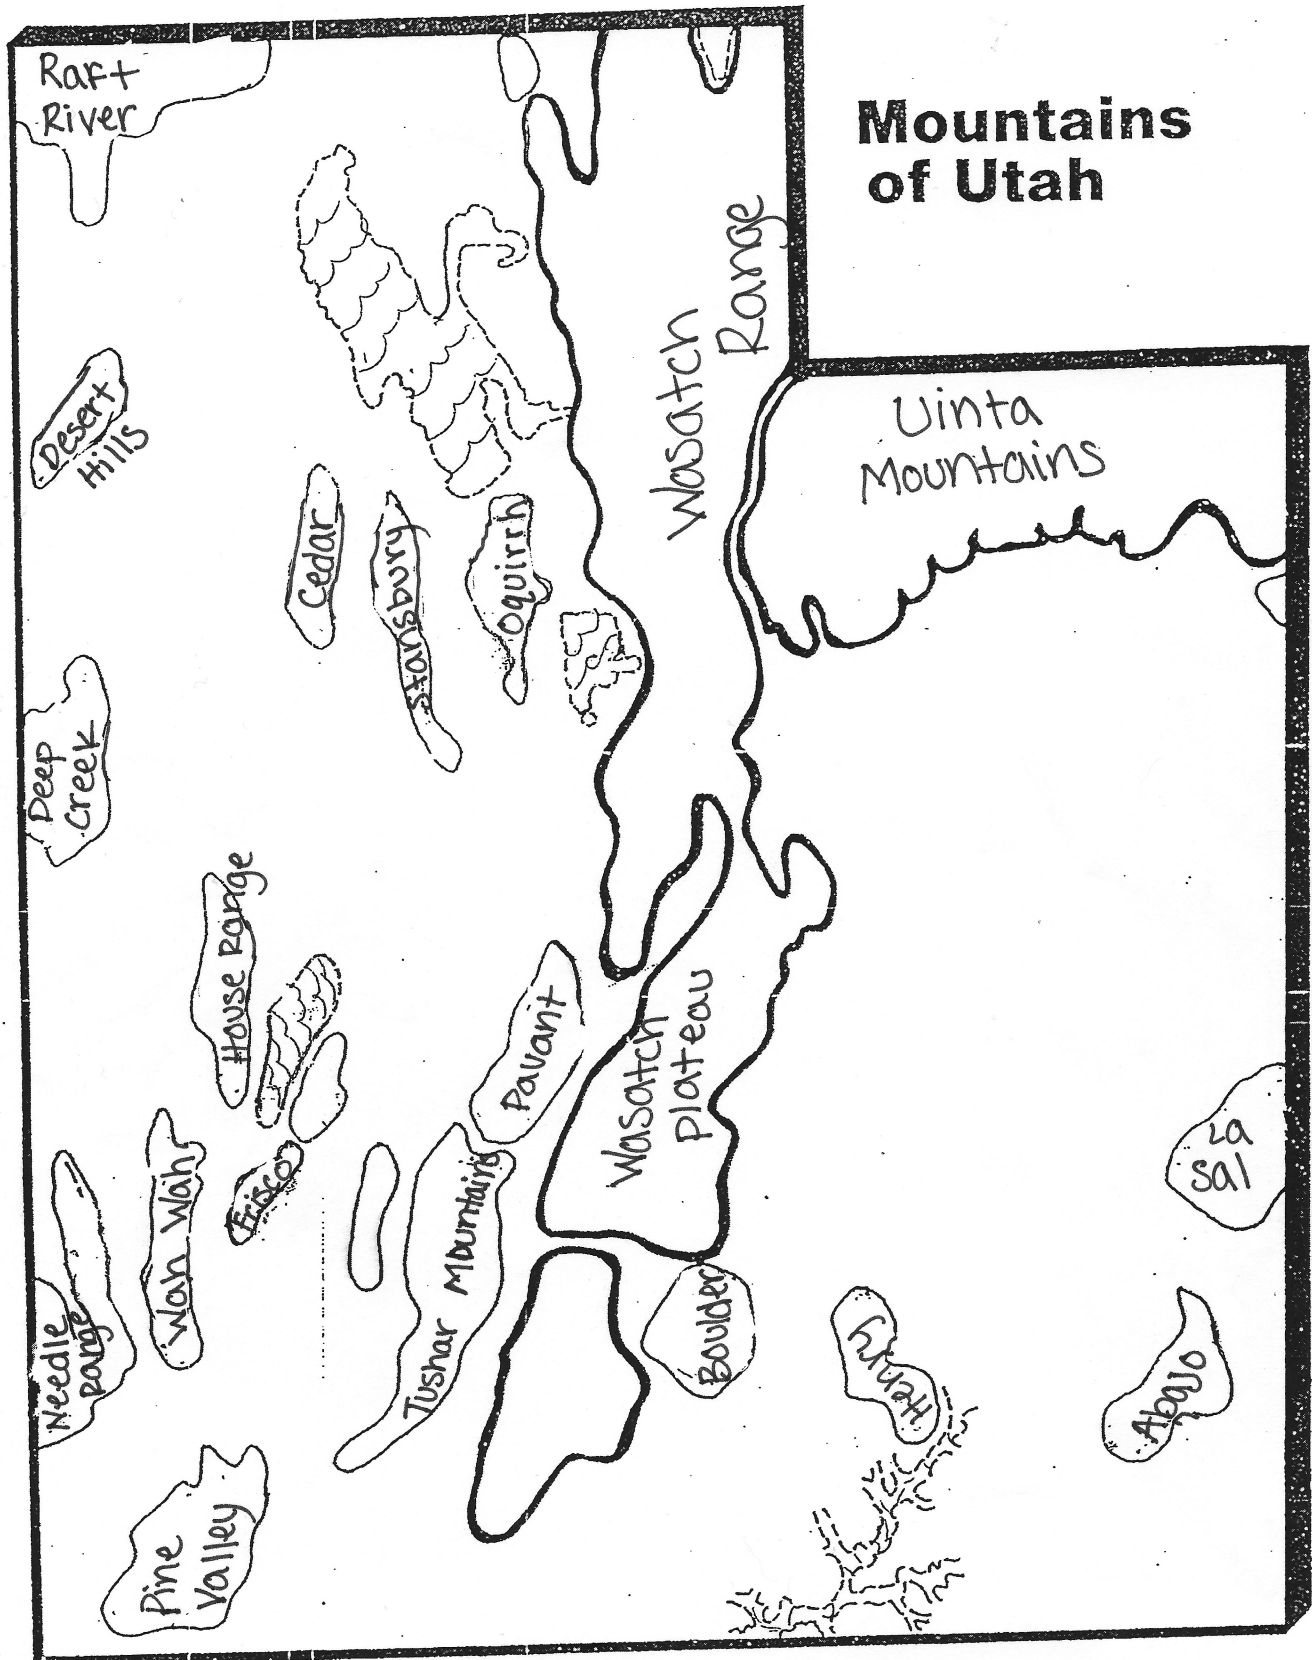 Mountains
of Utah
Raft
River
Wasatch
Range
Uinta
Mountains
Desert
Hills
Cedar
Stansbury
Oquirrh
Deep
Creek
House Range
Pavant
Wasatch
Plateau
La
Sal
Wah Wah
Frisco
Tushar Mountains
Needle
Range
Boulder
Henry
Abajo
Pine
Valley